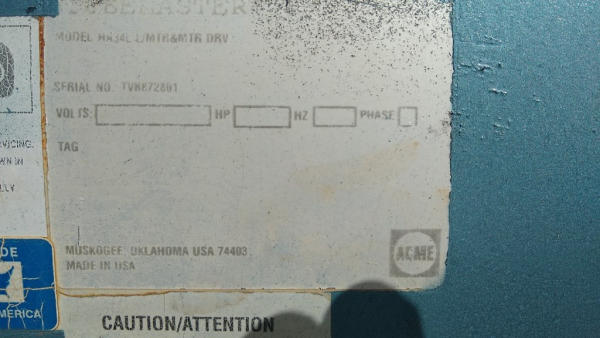 MODEL HA34L L/MTR&MTR DRV
SERIAL NO. TVH872801
VOLTS: HP HZ PHASE
TAG
MUSKOGEE, OKLAHOMA USA 74403
MADE IN USA
ACME
CAUTION/ATTENTION